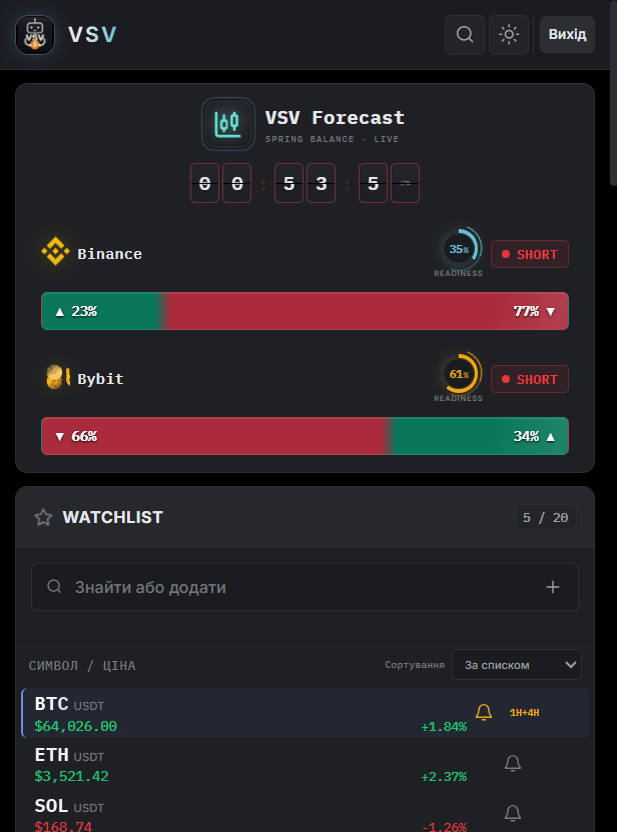 VSV
VSV
Вихід
VSV Forecast
SPRING BALANCE · LIVE
0 0 : 5 3 : 5
Binance
35%
READINESS
SHORT
▲ 23%
77% ▼
Bybit
61%
READINESS
SHORT
▼ 66%
34% ▲
WATCHLIST
5 / 20
Знайти або додати
СИМВОЛ / ЦІНА
Сортування
За списком
BTC USDT
$64,026.00
+1.84%
1H+4H
ETH USDT
$3,521.42
+2.37%
SOL USDT
$168.74
-1.26%